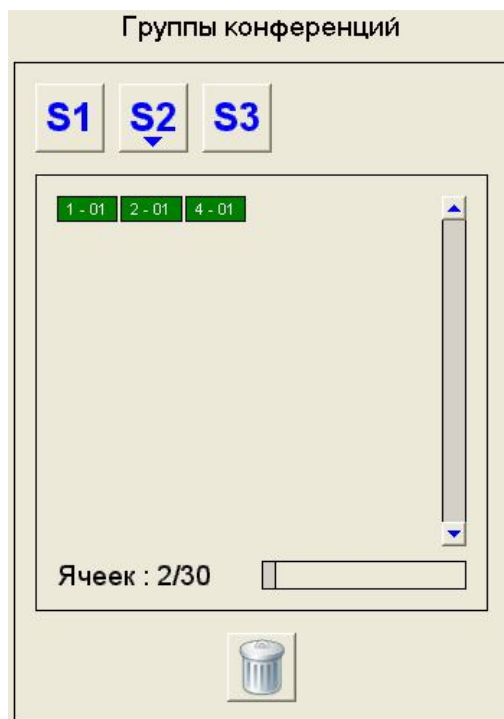 Группы конференций
S1 S2 S3
1 - 01 2 - 01 4 - 01
Ячеек : 2/30